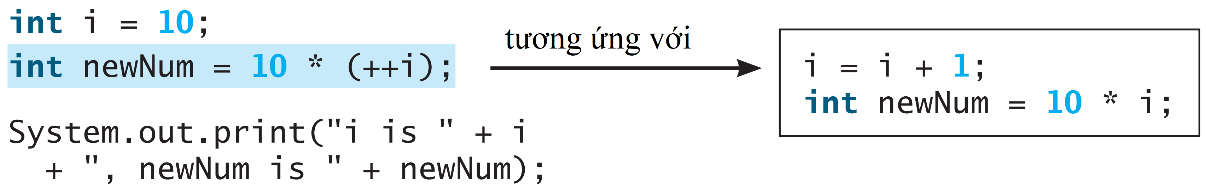 int i = 10;
int newNum = 10 * (++i);
System.out.print("i is " + i
+ ", newNum is " + newNum);
tương ứng với
i = i + 1;
int newNum = 10 * i;